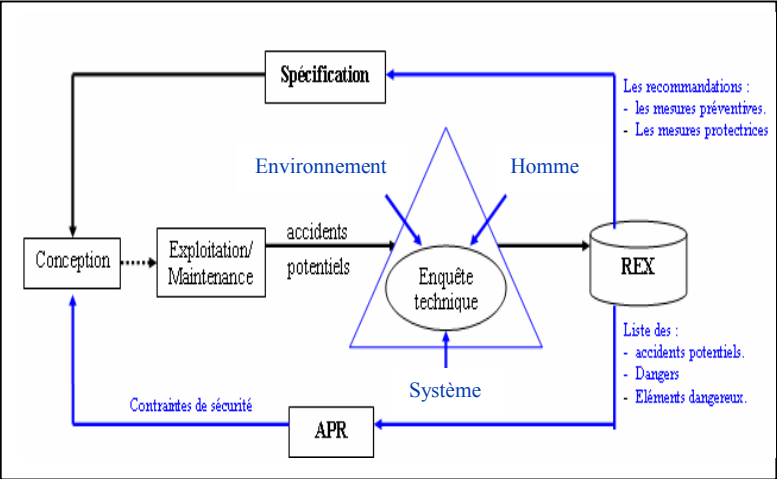 Spécification
Les recommandations :
- les mesures préventives.
- Les mesures protectrices
Environnement
Homme
Conception
Exploitation/
Maintenance
accidents
potentiels
Enquête
technique
REX
Liste des :
- accidents potentiels.
- Dangers
- Eléments dangereux.
Système
Contraintes de sécurité
APR